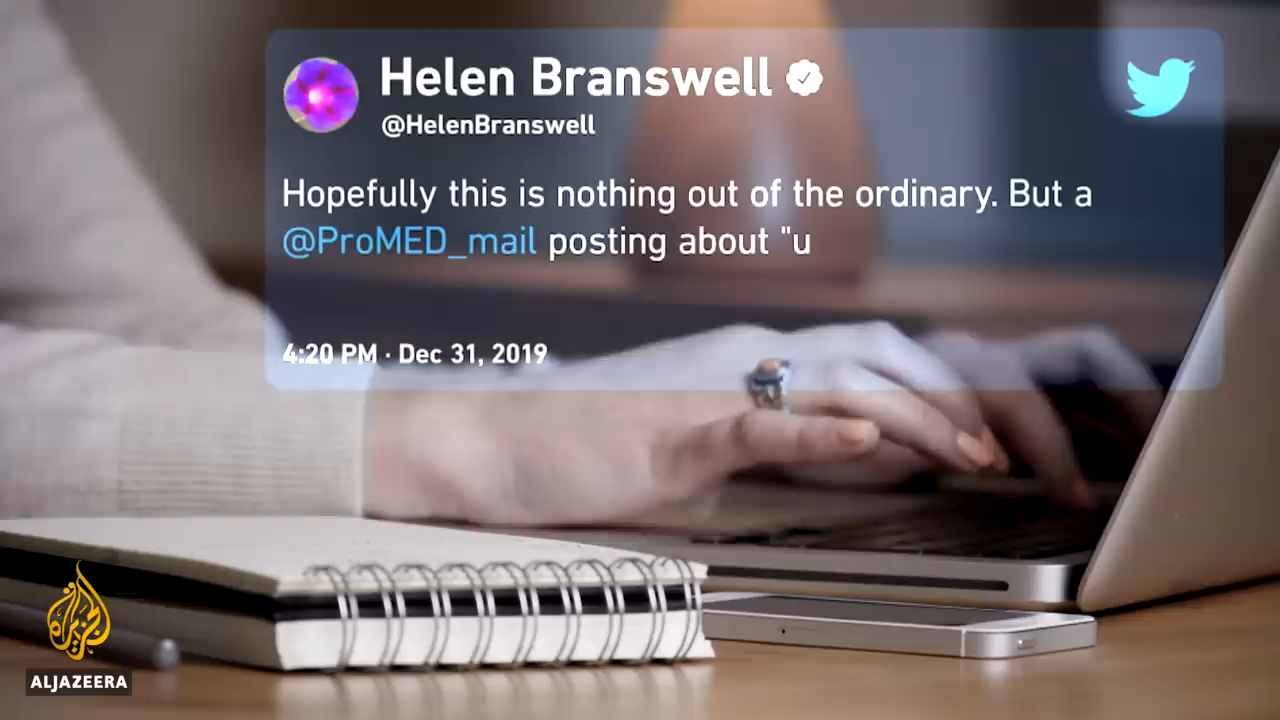 Helen Branswell
@HelenBranswell
Hopefully this is nothing out of the ordinary. But a
@ProMED_mail posting about "u
4:20 PM · Dec 31, 2019
الجزيرة
ALJAZEERA